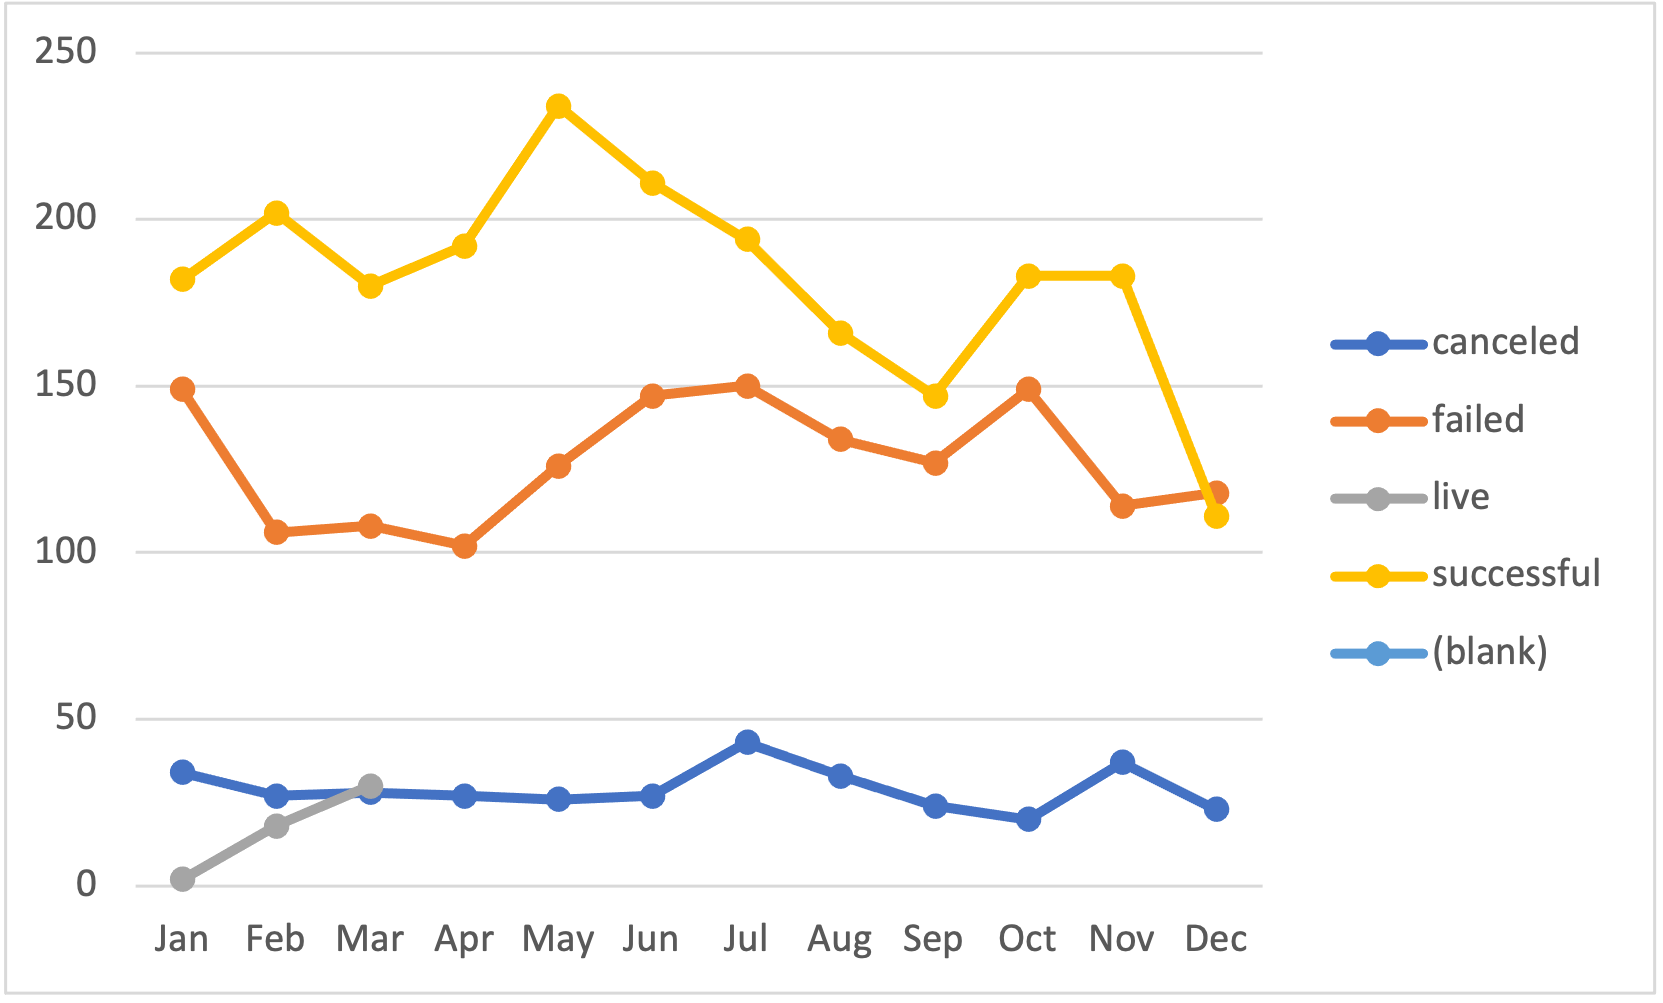 250
200
150
100
50
0
Jan Feb Mar Apr May Jun Jul Aug Sep Oct Nov Dec
canceled
failed
live
successful
(blank)